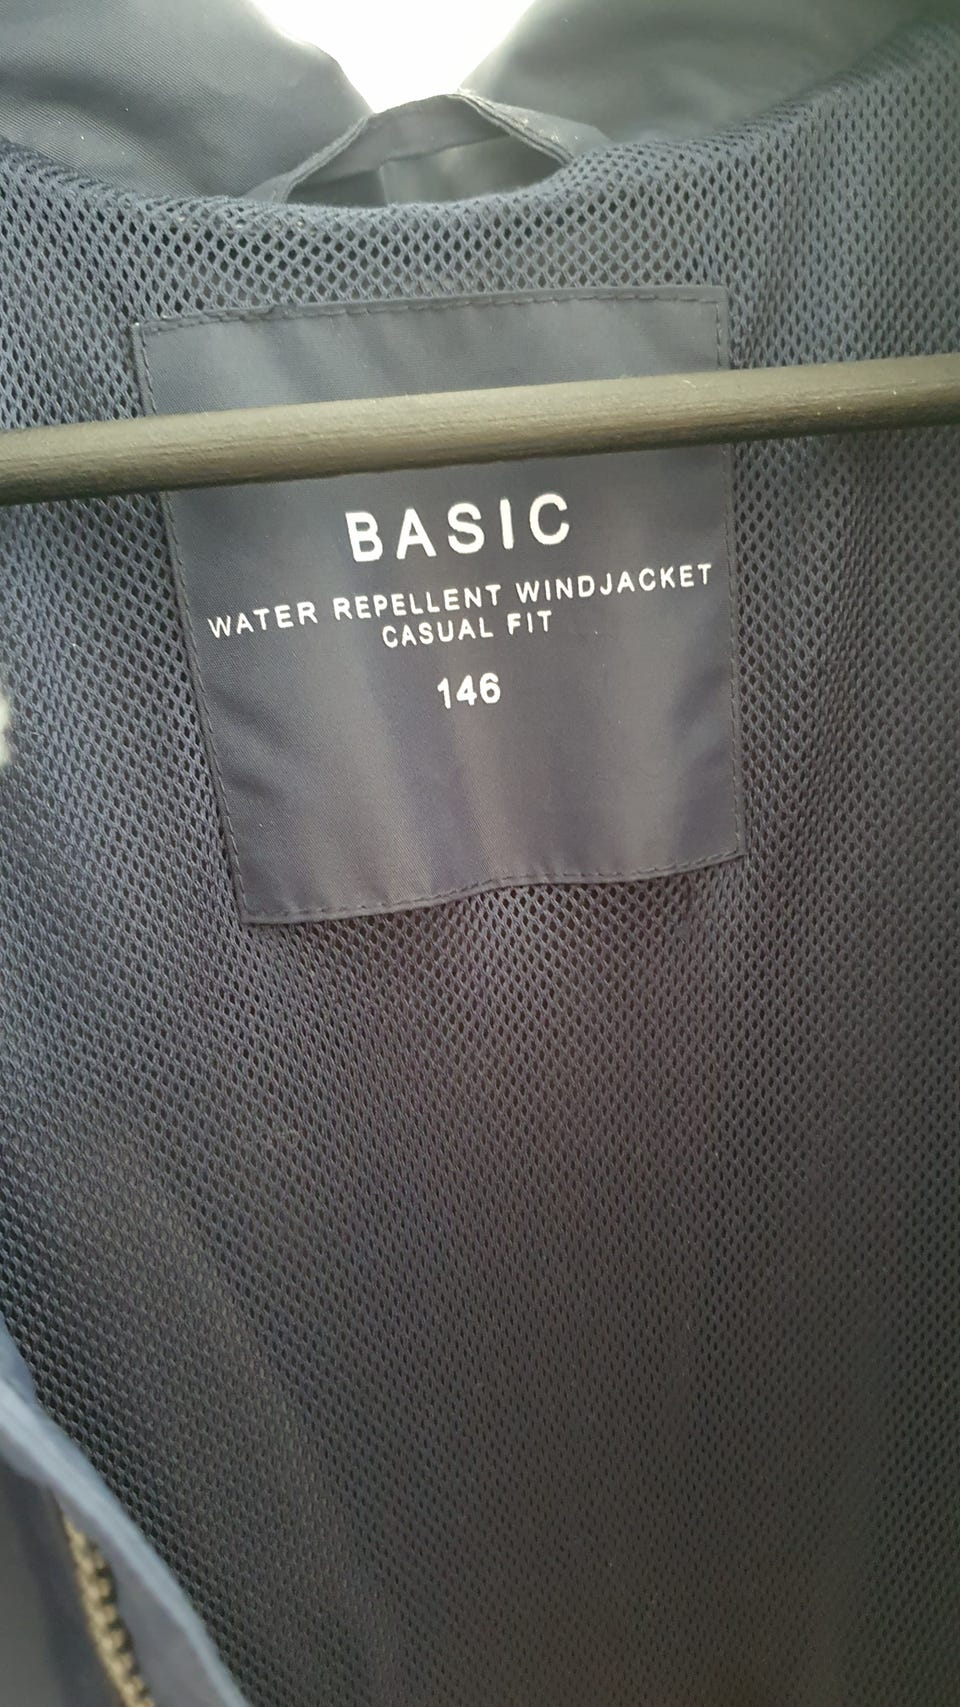 BASIC
WATER REPELLENT WINDJACKET
CASUAL FIT
146